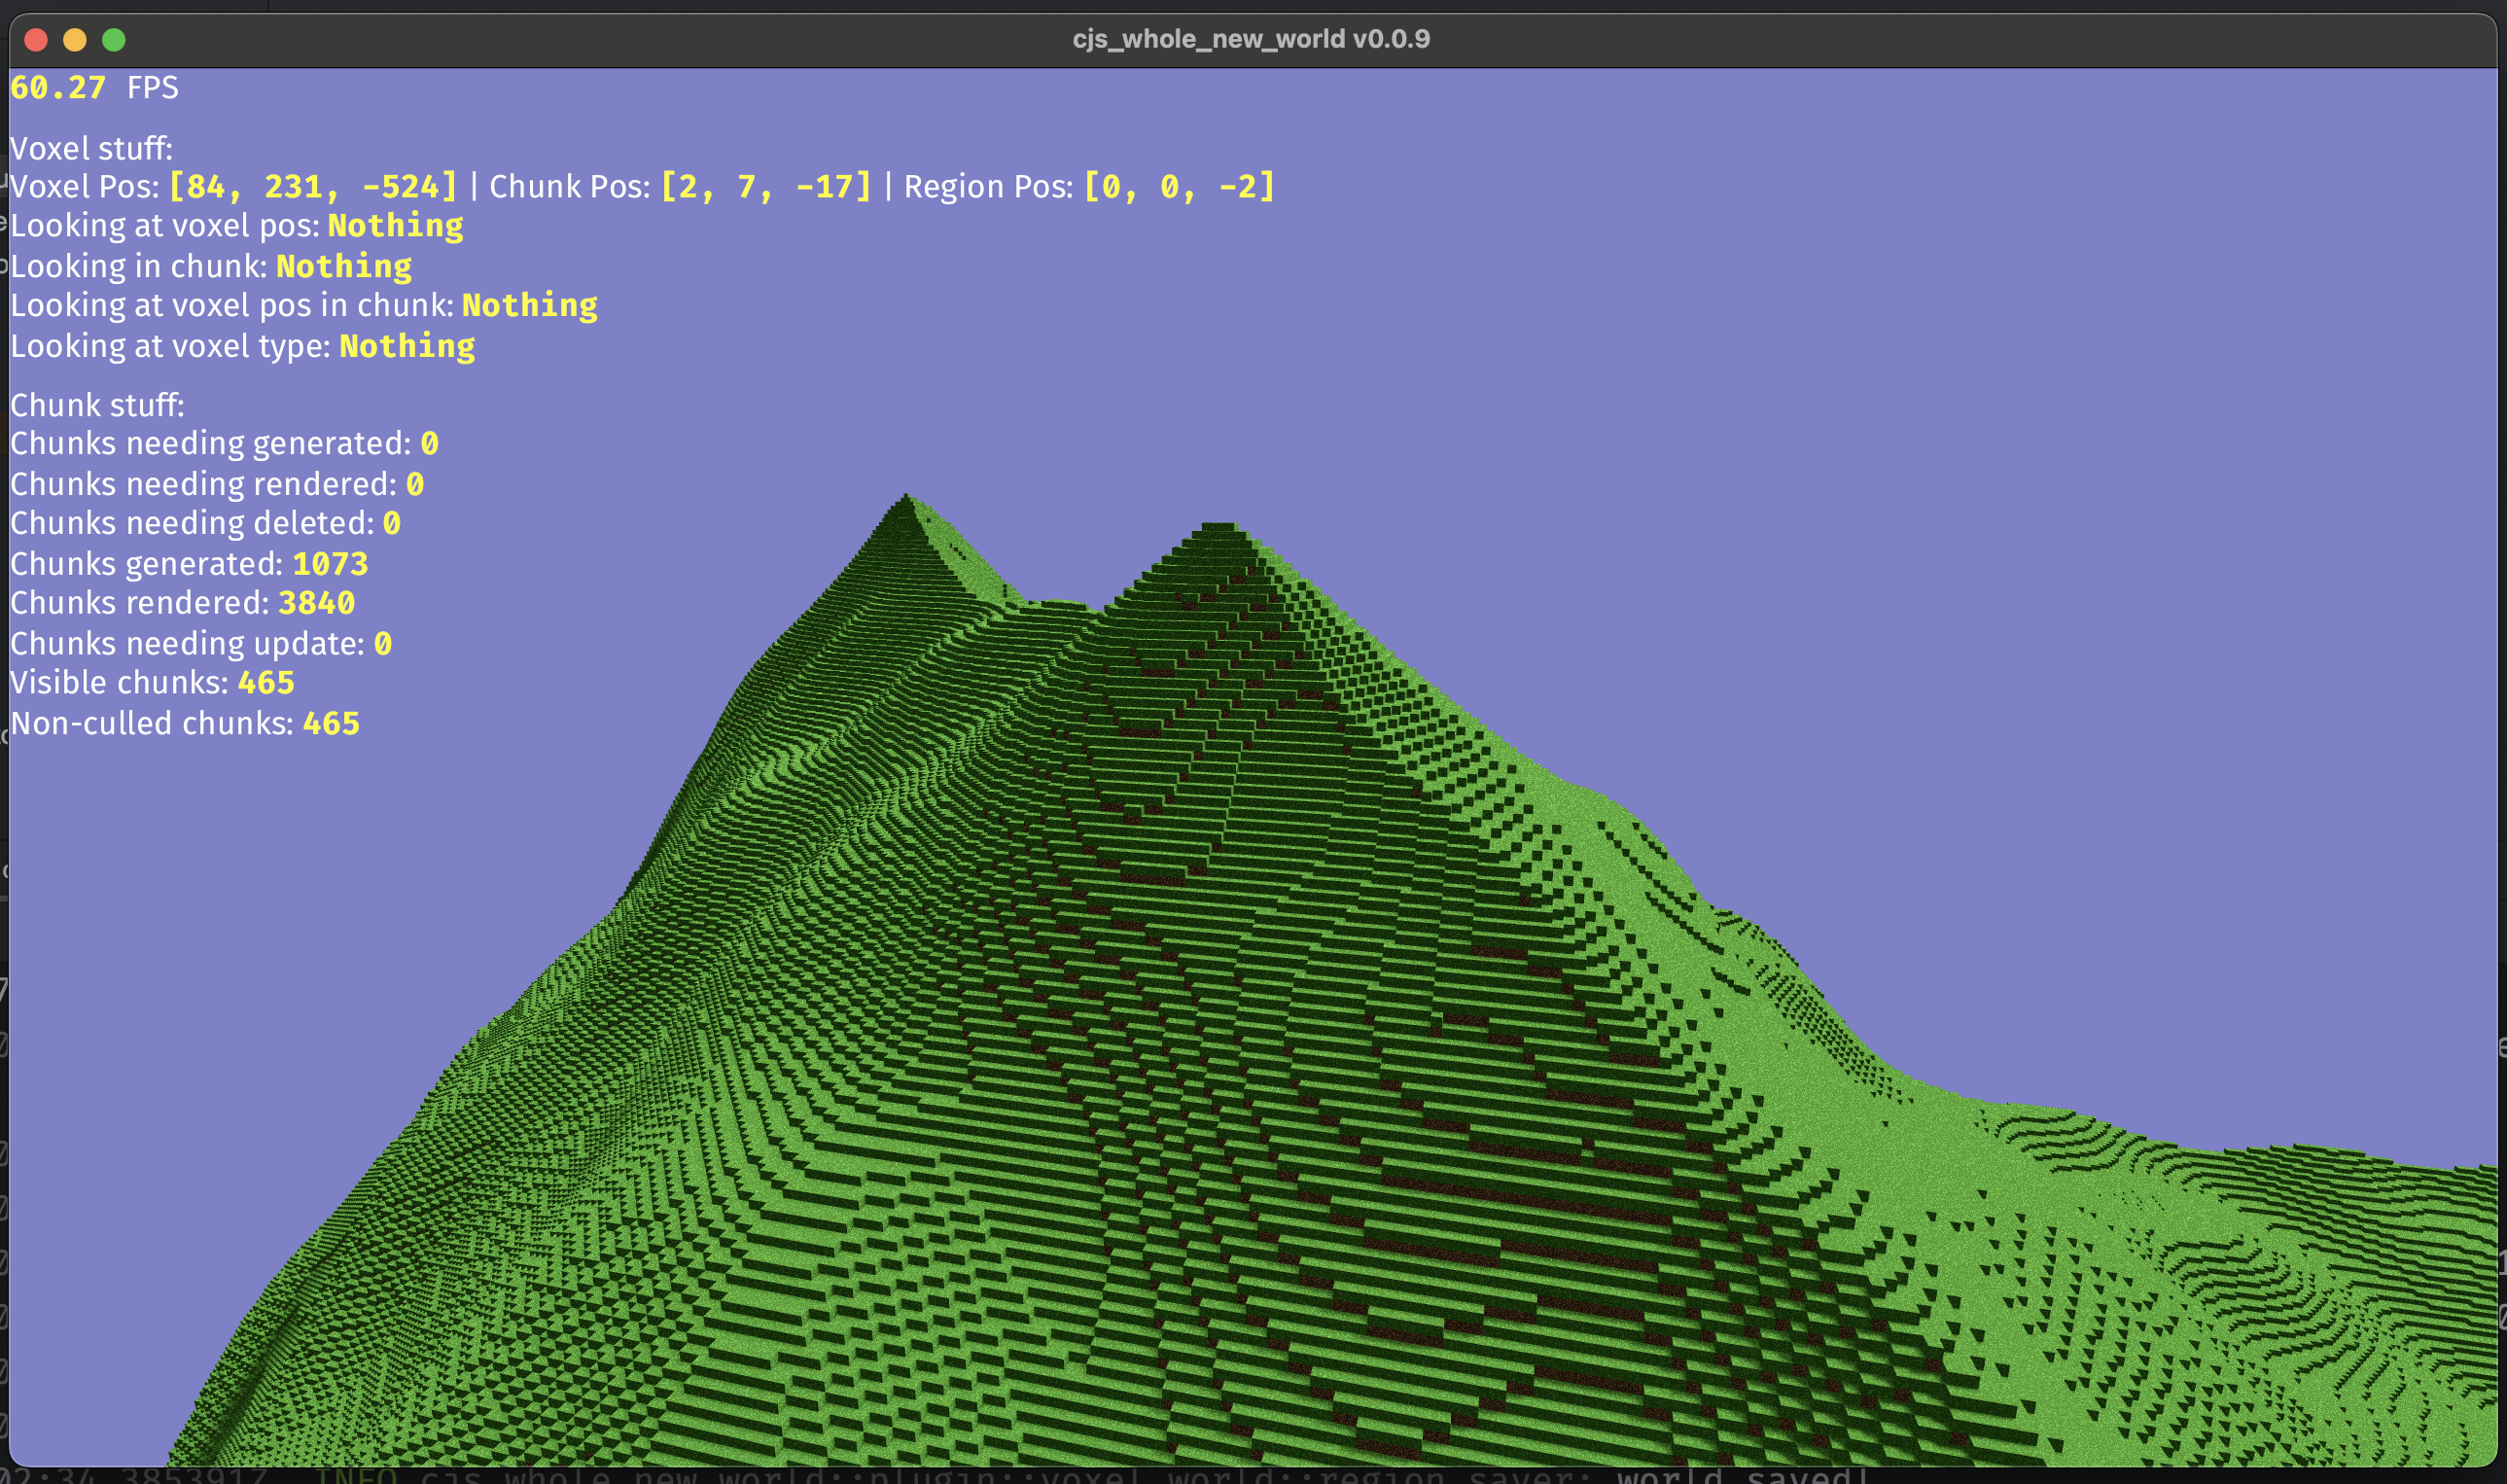 cjs_whole_new_world v0.0.9
60.27 FPS
Voxel stuff:
Voxel Pos: [84, 231, -524] | Chunk Pos: [2, 7, -17] | Region Pos: [0, 0, -2]
Looking at voxel pos: Nothing
Looking in chunk: Nothing
Looking at voxel pos in chunk: Nothing
Looking at voxel type: Nothing
Chunk stuff:
Chunks needing generated: 0
Chunks needing rendered: 0
Chunks needing deleted: 0
Chunks generated: 1073
Chunks rendered: 3840
Chunks needing update: 0
Visible chunks: 465
Non-culled chunks: 465
02:34.385391Z INFO cjs_whole_new_world::plugin::voxel_world::region_saver: world saved!